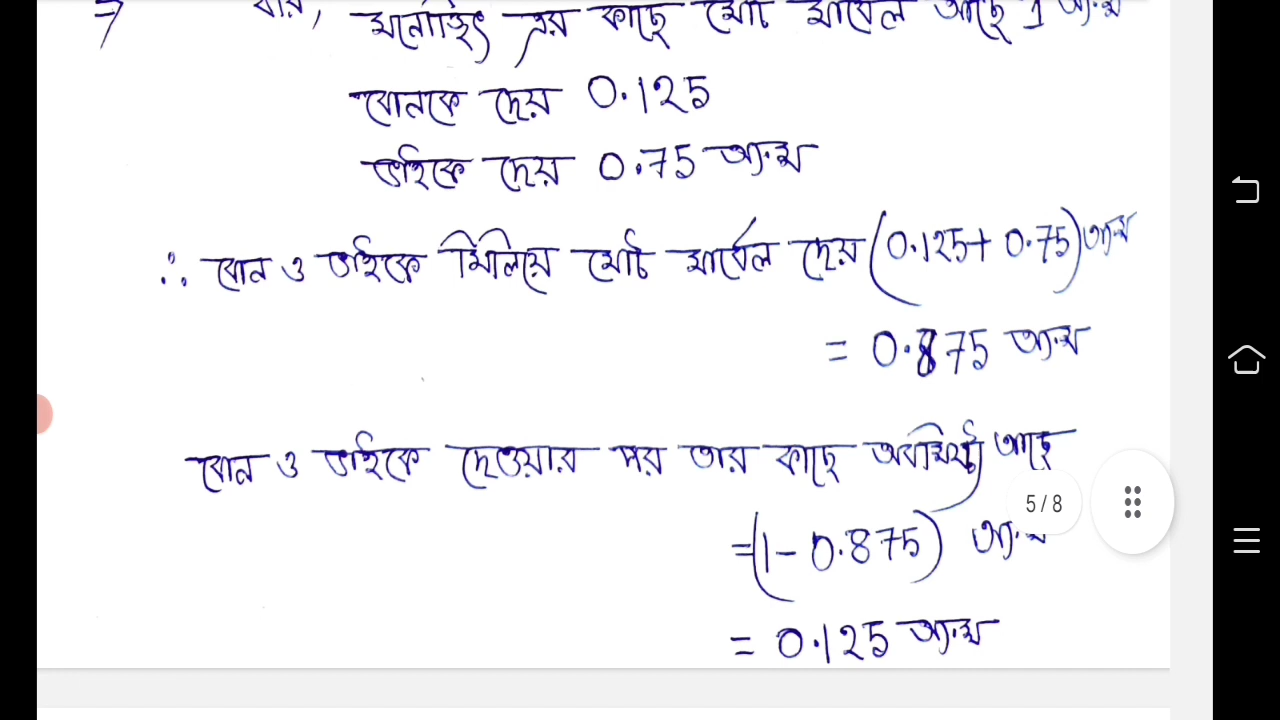 ⇒ ধরি, মনোজিৎ এর কাছে মোট মার্বেল আছে 1 অংশ
বোনকে দেয় 0.125
ভাইকে দেয় 0.75 অংশ
∴ বোন ও ভাইকে মিলিয়ে মোট মার্বেল দেয় (0.125+ 0.75) অংশ
= 0.875 অংশ
বোন ও ভাইকে দেওয়ার পর তার কাছে অবশিষ্ট আছে
=(1 - 0.875) অংশ
= 0.125 অংশ
5 / 8